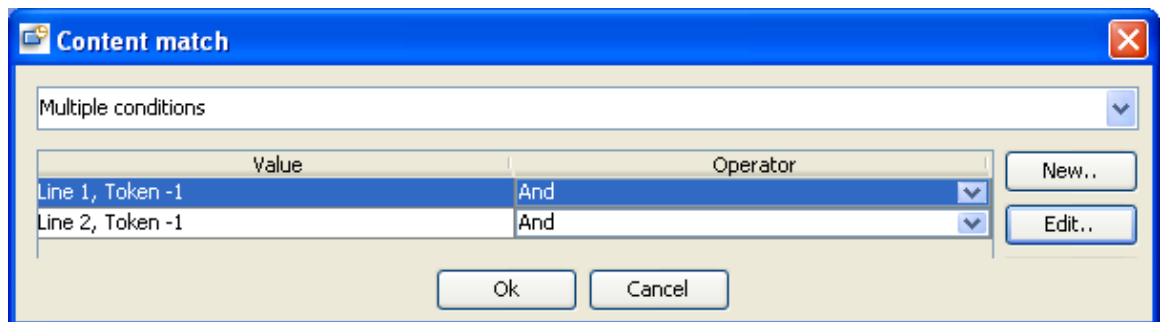 Content match
Multiple conditions
Value Operator
New..
Line 1, Token -1 And
Line 2, Token -1 And
Edit..
Ok Cancel